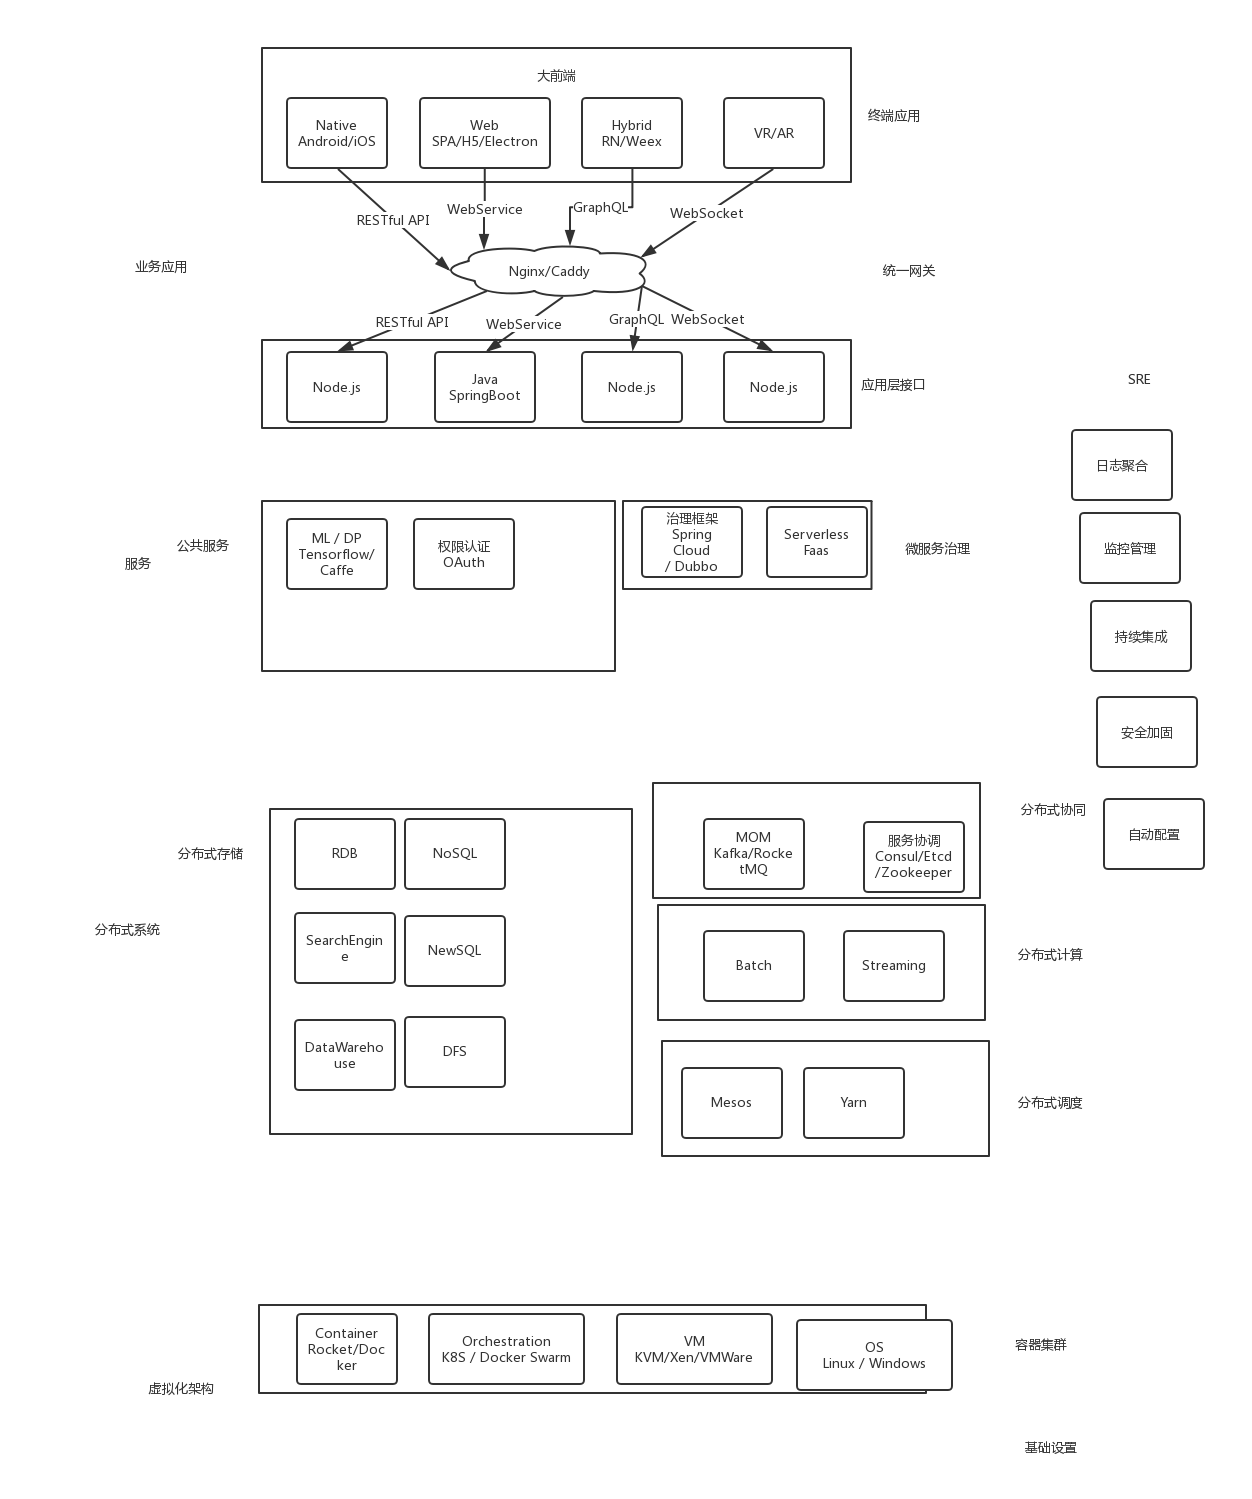 大前端
Native
Android/iOS
Web
SPA/H5/Electron
Hybrid
RN/Weex
VR/AR
终端应用
RESTful API
WebService
GraphQL
WebSocket
业务应用
Nginx/Caddy
统一网关
RESTful API
WebService
GraphQL
WebSocket
Node.js
Java
SpringBoot
Node.js
Node.js
应用层接口
SRE
日志聚合
监控管理
持续集成
安全加固
自动配置
公共服务
服务
ML / DP
Tensorflow/
Caffe
权限认证
OAuth
治理框架
Spring
Cloud
/ Dubbo
Serverless
Faas
微服务治理
分布式存储
分布式系统
RDB
NoSQL
SearchEngin
e
NewSQL
DataWareho
use
DFS
MOM
Kafka/Rocke
tMQ
服务协调
Consul/Etcd
/Zookeeper
分布式协同
Batch
Streaming
分布式计算
Mesos
Yarn
分布式调度
Container
Rocket/Doc
ker
Orchestration
K8S / Docker Swarm
VM
KVM/Xen/VMWare
OS
Linux / Windows
容器集群
虚拟化架构
基础设置